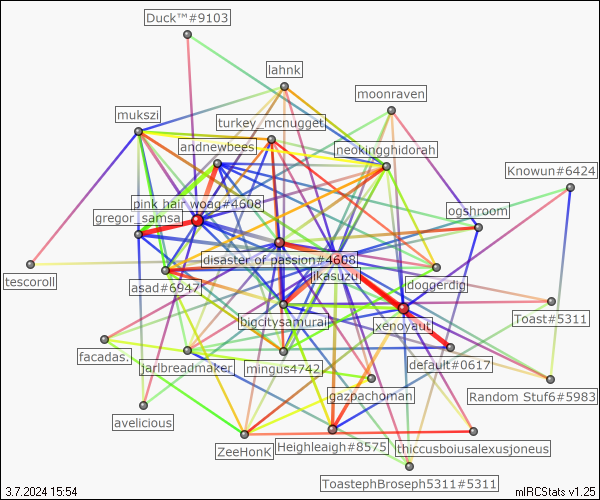 Duck™#9103
lahnk
moonraven
mukszi
turkey_mcnugget
andnewbees
neokingghidorah
Knowun#6424
pink hair woag#4608
gregor_samsa
ogshroom
disaster of passion#4608
jkasuzu
tescoroll
asad#6947
doggerdig
bigcitysamurai
xenoyaut
Toast#5311
facadas.
jarlbreadmaker
mingus4742
default#0617
gazpachoman
Random Stuf6#5983
avelicious
ZeeHonK
Heighleaigh#8575
thiccusboiusalexusjoneus
ToastephBroseph5311#5311
3.7.2024 15:54
mIRCStats v1.25